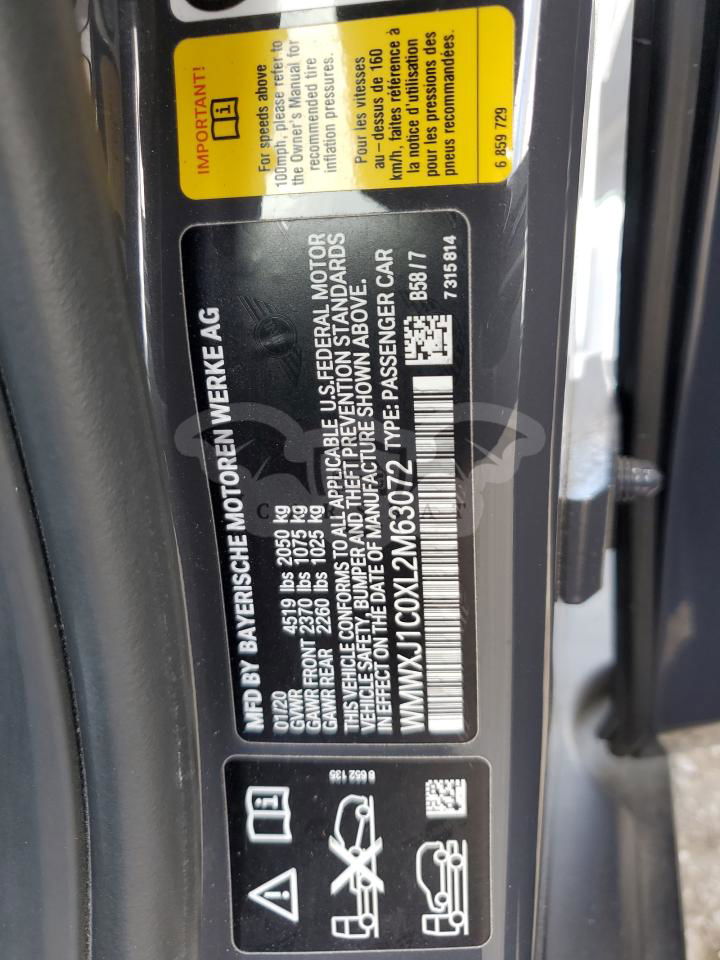 MFD BY BAYERISCHE MOTOREN WERKE AG
01/20
GVWR 4519 lbs 2050 kg
GAWR FRONT 2370 lbs 1075 kg
GAWR REAR 2260 lbs 1025 kg
THIS VEHICLE CONFORMS TO ALL APPLICABLE U.S.FEDERAL MOTOR
VEHICLE SAFETY, BUMPER AND THEFT PREVENTION STANDARDS
IN EFFECT ON THE DATE OF MANUFACTURE SHOWN ABOVE.
WMWXJ1C0XL2M63072 TYPE: PASSENGER CAR
B58/7
7315814
IMPORTANT!
For speeds above
100mph, please refer to
the Owner's Manual for
recommended tire
inflation pressures.
Pour les vitesses
au - dessus de 160
km/h, faites référence à
la notice d'utilisation
pour les pressions des
pneus recommandées.
6 859 729
8 652 135